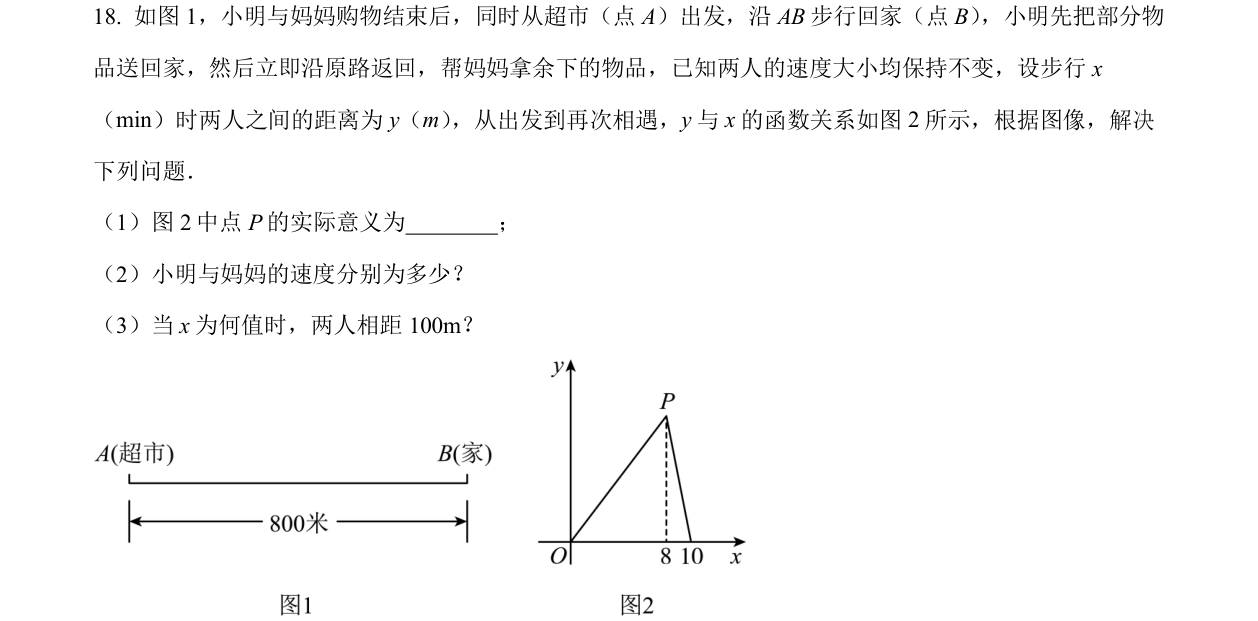 18. 如图 1，小明与妈妈购物结束后，同时从超市（点 A）出发，沿 AB 步行回家（点 B），小明先把部分物
品送回家，然后立即沿原路返回，帮妈妈拿余下的物品，已知两人的速度大小均保持不变，设步行 x
（min）时两人之间的距离为 y（m），从出发到再次相遇，y 与 x 的函数关系如图 2 所示，根据图像，解决
下列问题．
（1）图 2 中点 P 的实际意义为________；
（2）小明与妈妈的速度分别为多少？
（3）当 x 为何值时，两人相距 100m？
A(超市) B(家)
800米
图1
y
P
O 8 10 x
图2